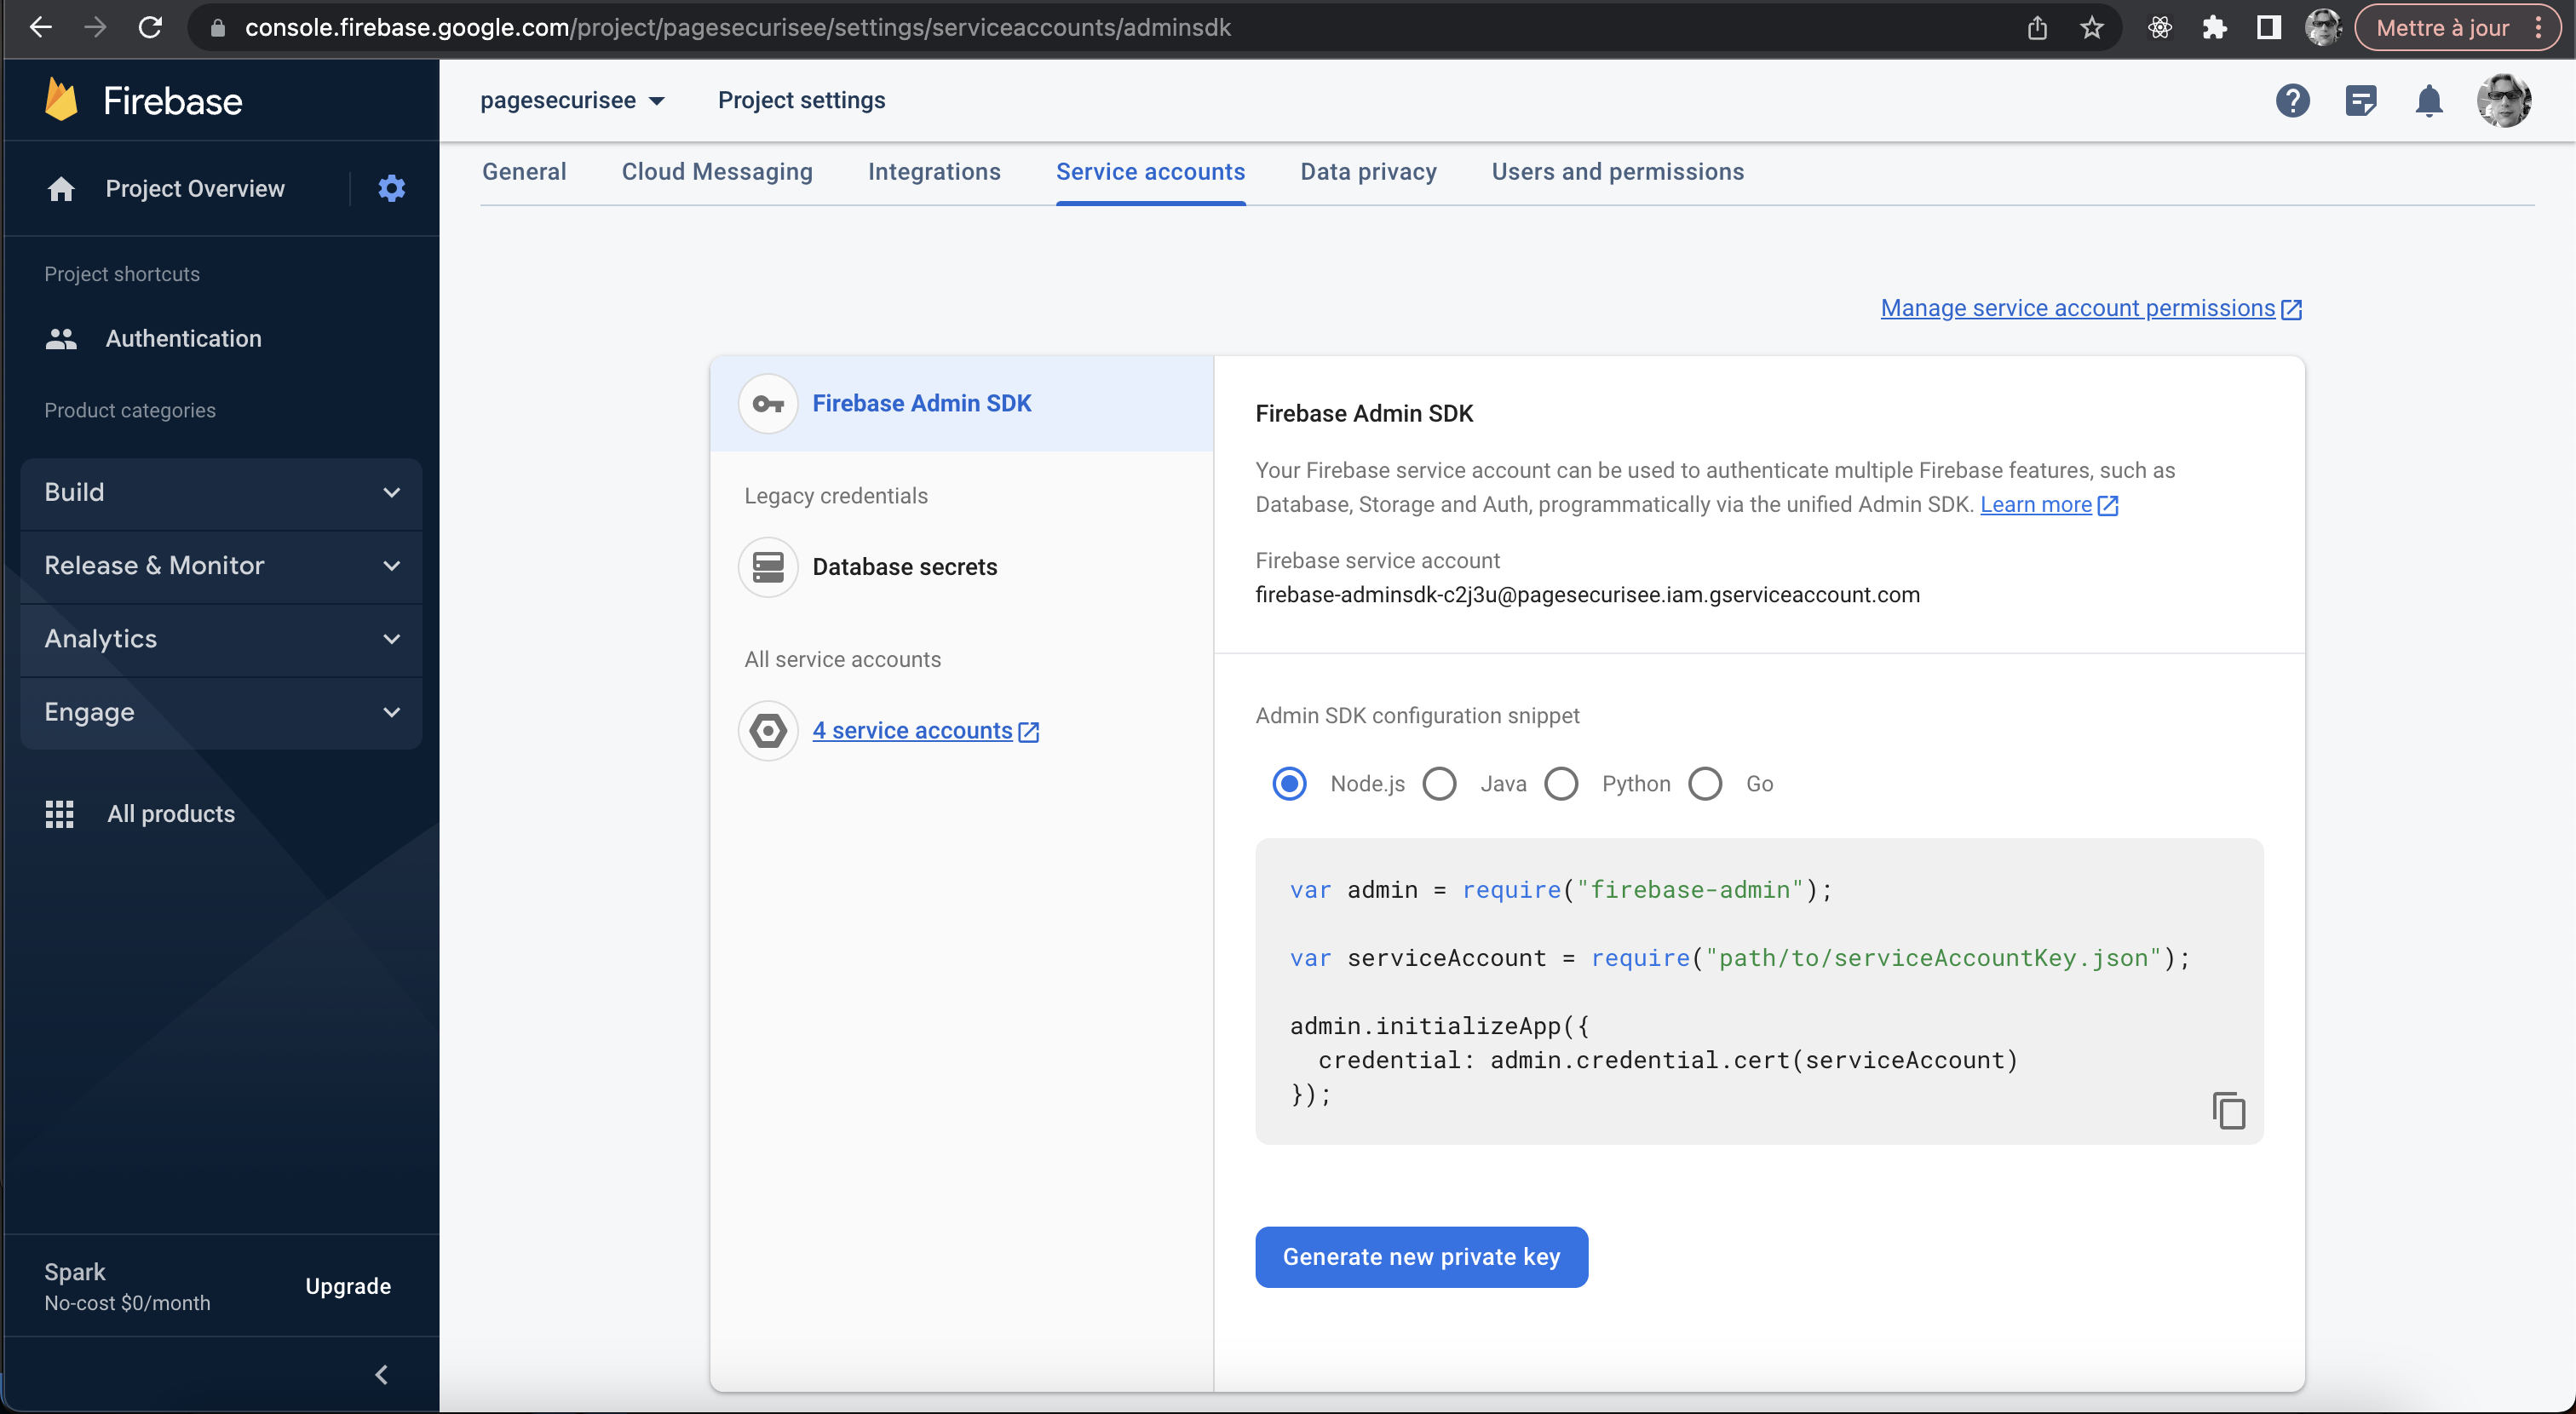 console.firebase.google.com/project/pagesecurisee/settings/serviceaccounts/adminsdk
Mettre à jour
Firebase
pagesecurisee
Project settings
Project Overview
General
Cloud Messaging
Integrations
Service accounts
Data privacy
Users and permissions
Project shortcuts
Authentication
Product categories
Build
Release & Monitor
Analytics
Engage
All products
Spark
No-cost $0/month
Upgrade
Manage service account permissions
Firebase Admin SDK
Legacy credentials
Database secrets
All service accounts
4 service accounts
Firebase Admin SDK
Your Firebase service account can be used to authenticate multiple Firebase features, such as
Database, Storage and Auth, programmatically via the unified Admin SDK. Learn more
Firebase service account
firebase-adminsdk-c2j3u@pagesecurisee.iam.gserviceaccount.com
Admin SDK configuration snippet
Node.js
Java
Python
Go
var admin = require("firebase-admin");
var serviceAccount = require("path/to/serviceAccountKey.json");
admin.initializeApp({
credential: admin.credential.cert(serviceAccount)
});
Generate new private key